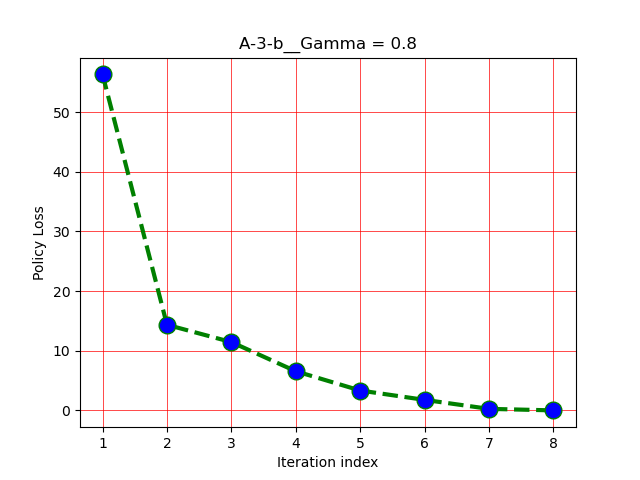 A-3-b__Gamma = 0.8
Policy Loss
50
40
30
20
10
0
1 2 3 4 5 6 7 8
Iteration index